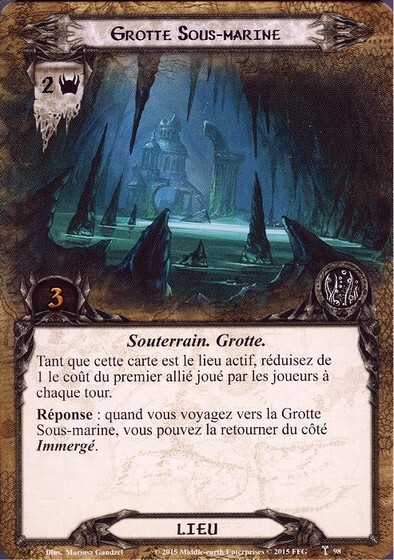 Grotte Sous-marine
2
3
Souterrain. Grotte.
Tant que cette carte est le lieu actif, réduisez de
1 le coût du premier allié joué par les joueurs à
chaque tour.
Réponse : quand vous voyagez vers la Grotte
Sous-marine, vous pouvez la retourner du côté
Immergé.
LIEU
Illus. Mariusz Gandzel © 2015 Middle-earth Enterprises © 2015 FFG 98